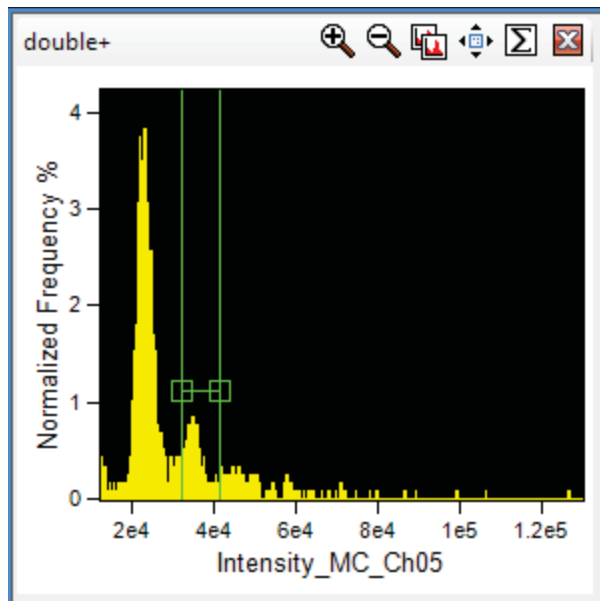 double+
Normalized Frequency %
4
3
2
1
0
2e4 4e4 6e4 8e4 1e5 1.2e5
Intensity_MC_Ch05